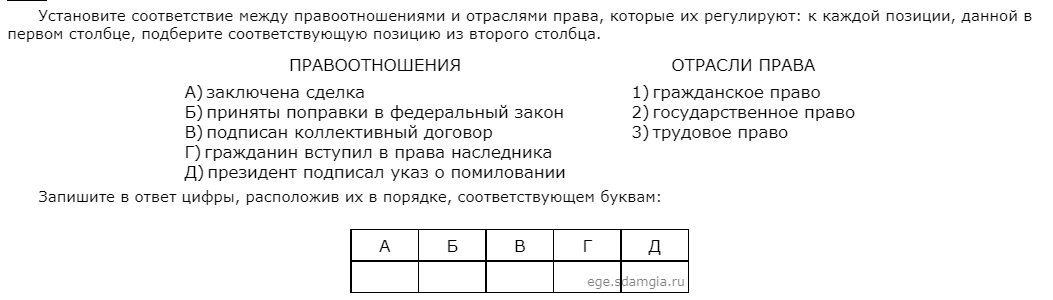 Установите соответствие между правоотношениями и отраслями права, которые их регулируют: к каждой позиции, данной в
первом столбце, подберите соответствующую позицию из второго столбца.
ПРАВООТНОШЕНИЯ
А) заключена сделка
Б) приняты поправки в федеральный закон
В) подписан коллективный договор
Г) гражданин вступил в права наследника
Д) президент подписал указ о помиловании
ОТРАСЛИ ПРАВА
1) гражданское право
2) государственное право
3) трудовое право
Запишите в ответ цифры, расположив их в порядке, соответствующем буквам:
А Б В Г Д
ege.sdamgia.ru